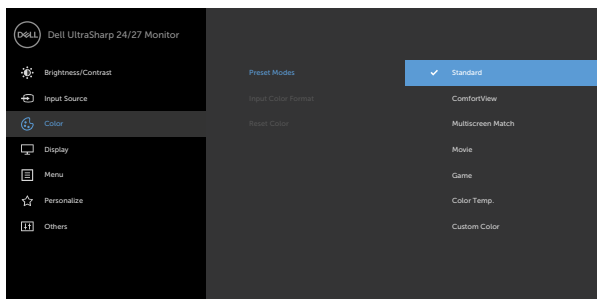 DELL Dell UltraSharp 24/27 Monitor
Brightness/Contrast Preset Modes Standard
Input Source Input Color Format ComfortView
Color Reset Color Multiscreen Match
Display Movie
Menu Game
Personalize Color Temp.
Others Custom Color